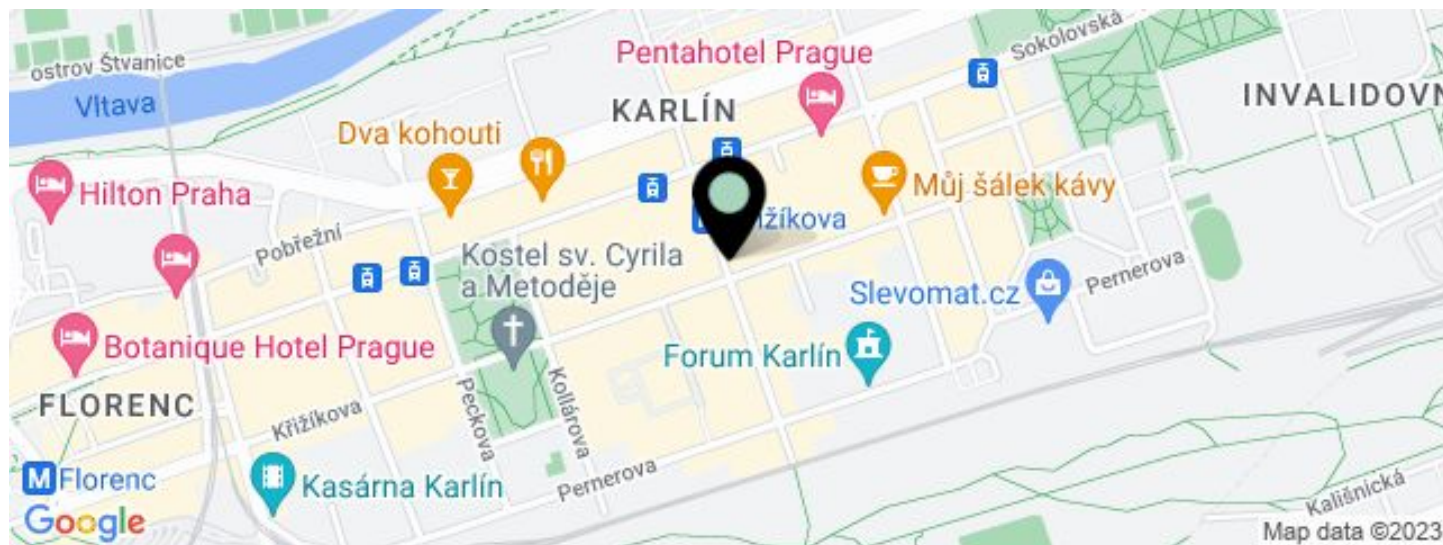 Pentahotel Prague
Sokolovská
ostrov Štvanice
INVALIDOVN
Vltava
KARLÍN
Dva kohouti
Hilton Praha
Můj šálek kávy
žíkova
Pobřežní
Kostel sv. Cyrila
a Metoděje
Pernerova
Slevomat.cz
Botanique Hotel Prague
Forum Karlín
FLORENC
Křižíkova
Peckova
Kollárova
M Florenc
Kasárna Karlín
Pernerova
Kališnická
Google
Map data ©2023